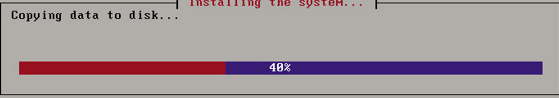 Installing the system...
Copying data to disk...
40%